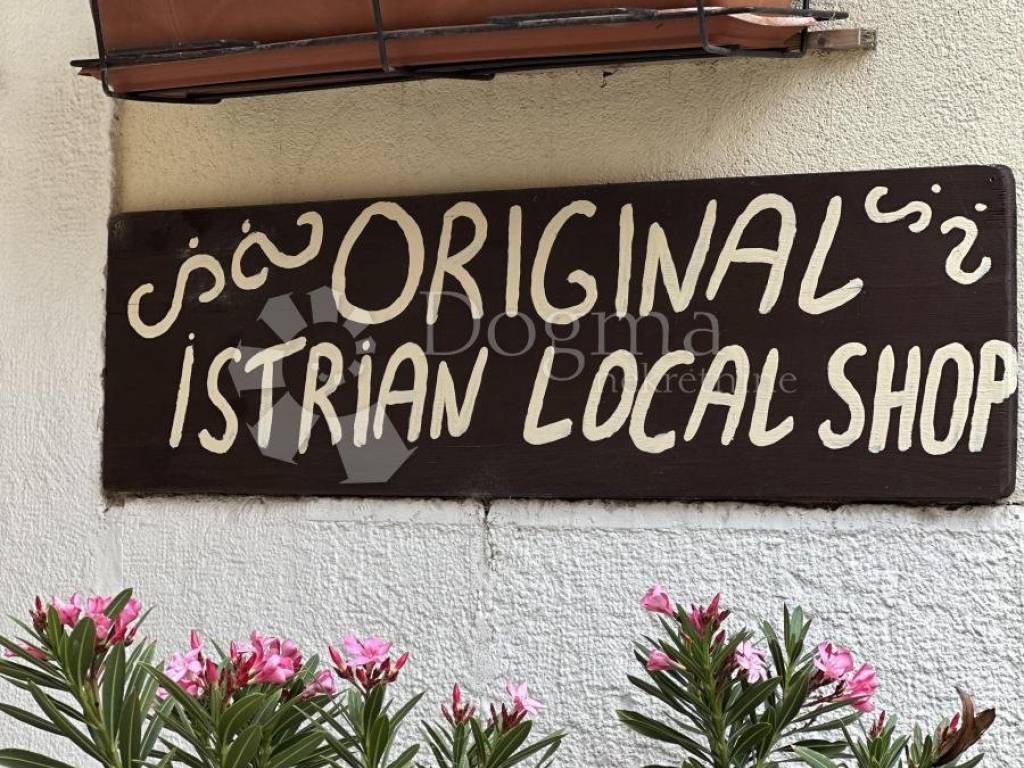 ORIGINAL
iSTRiAN LOCAL SHOP
Dogma
nekretnine